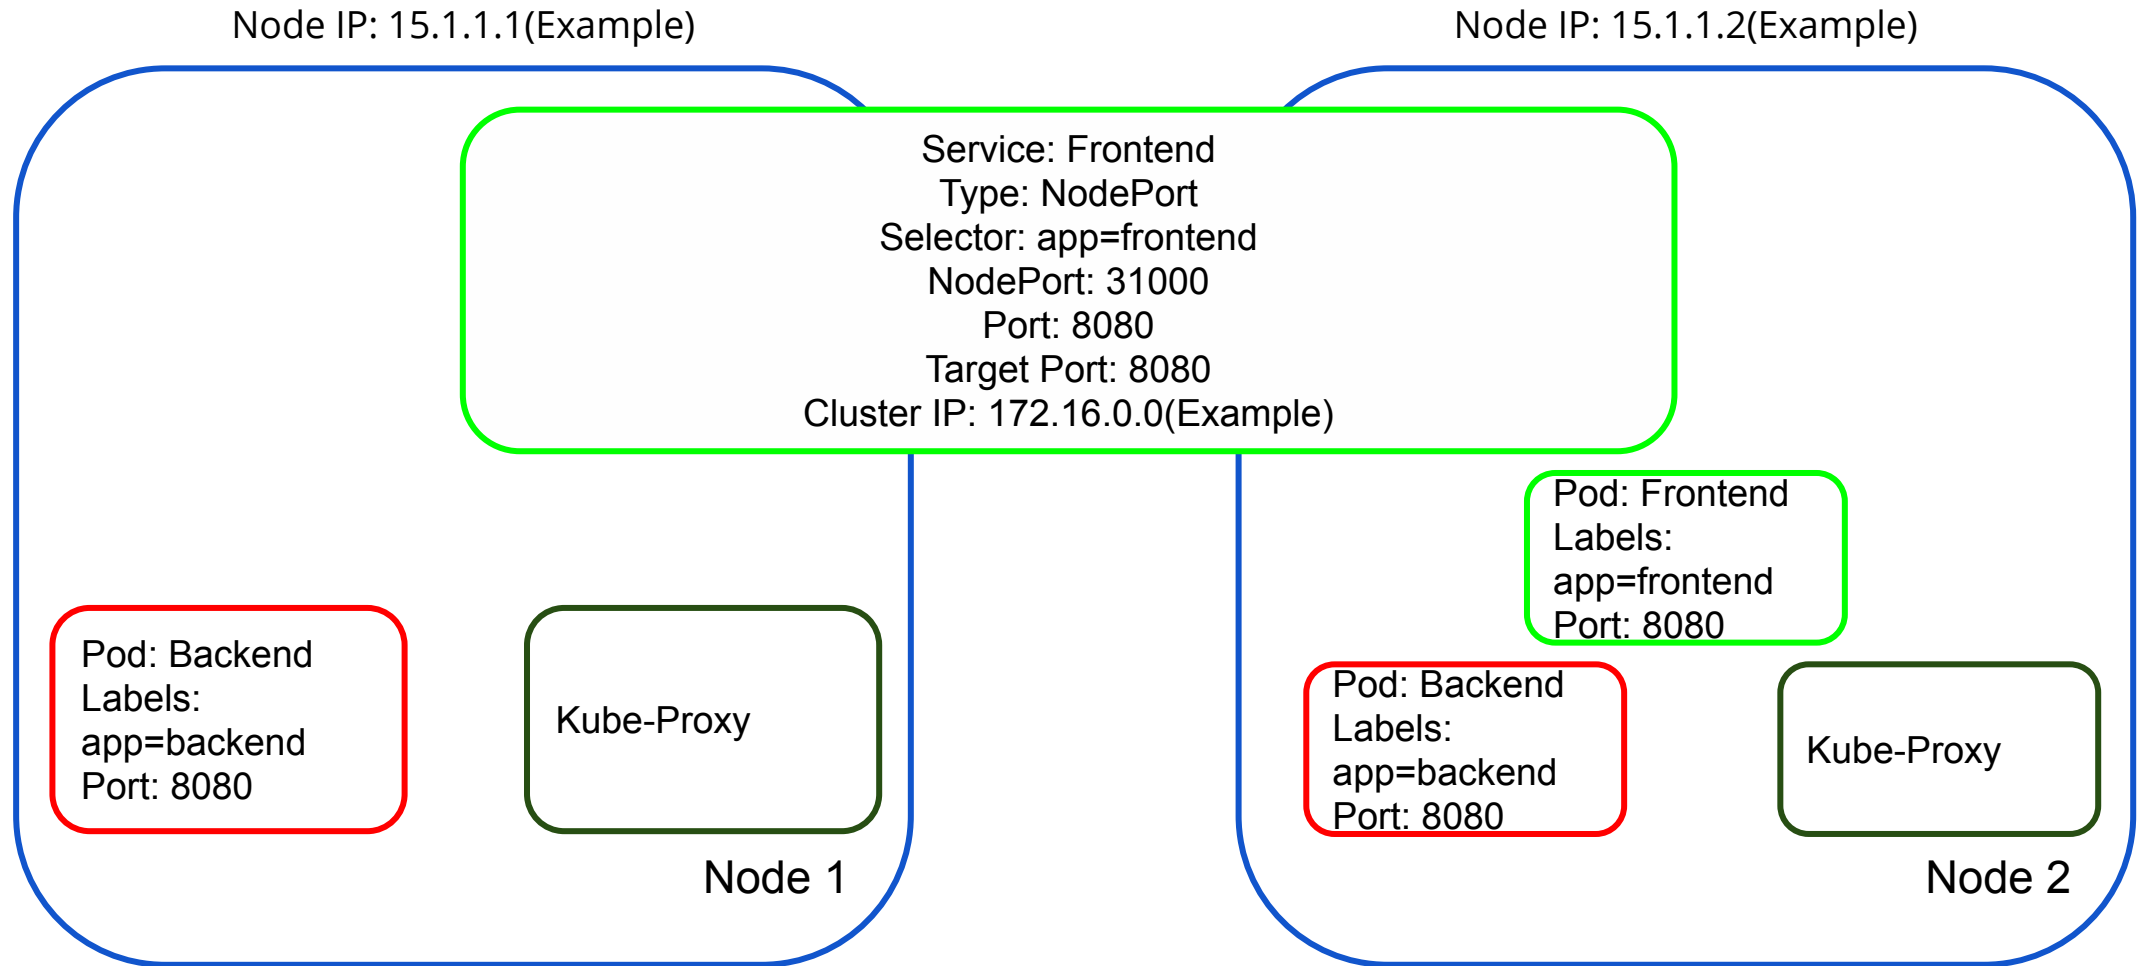 Node IP: 15.1.1.1(Example)
Node IP: 15.1.1.2(Example)
Service: Frontend
Type: NodePort
Selector: app=frontend
NodePort: 31000
Port: 8080
Target Port: 8080
Cluster IP: 172.16.0.0(Example)
Pod: Backend
Labels:
app=backend
Port: 8080
Kube-Proxy
Node 1
Pod: Frontend
Labels:
app=frontend
Port: 8080
Pod: Backend
Labels:
app=backend
Port: 8080
Kube-Proxy
Node 2